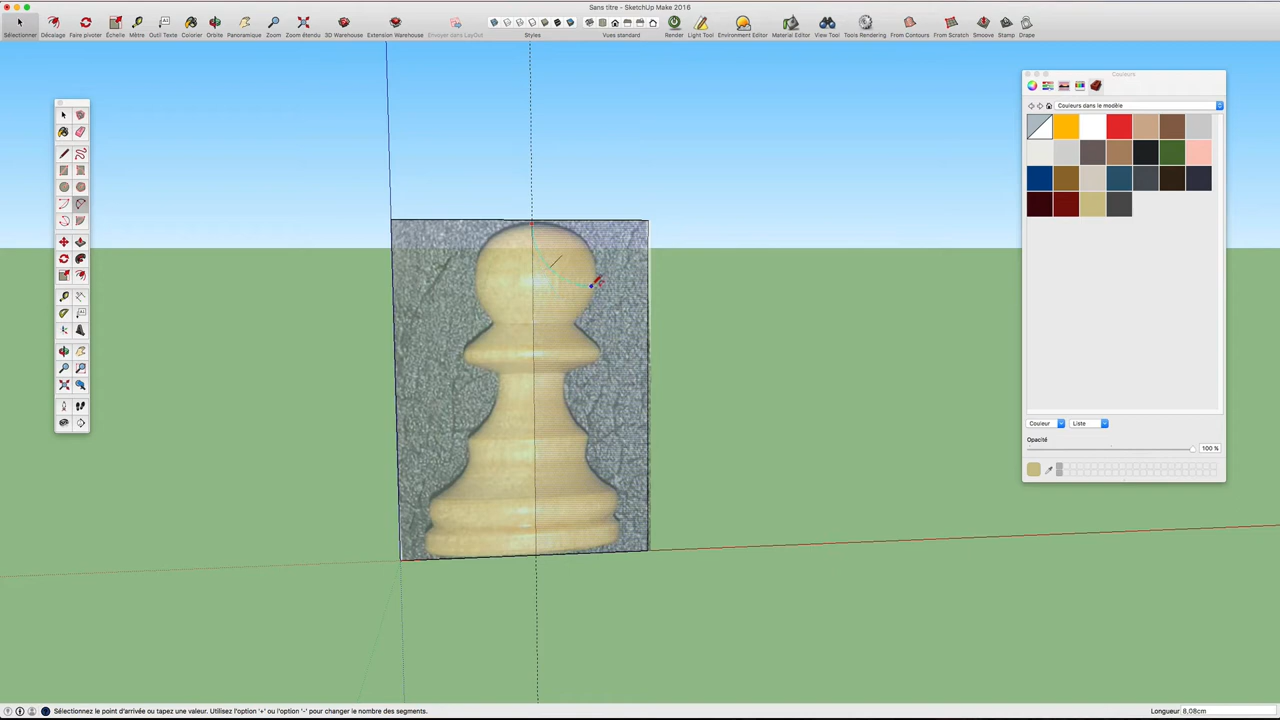 Sans titre - SketchUp Make 2016
Sélectionner Décalage Faire pivoter Échelle Mètre Outil Texte Colorier Orbite Panoramique Zoom Zoom étendu 3D Warehouse Extension Warehouse Envoyer dans LayOut Styles Vues standard Render Light Tool Environment Editor Material Editor View Tool Tools Rendering From Contours From Scratch Smoove Stamp Drape
Couleurs
Couleurs dans le modèle
Couleur Liste
Opacité
100 %
Sélectionnez le point d'arrivée ou tapez une valeur. Utilisez l'option '+' ou l'option '-' pour changer le nombre des segments.
Longueur 8,08cm